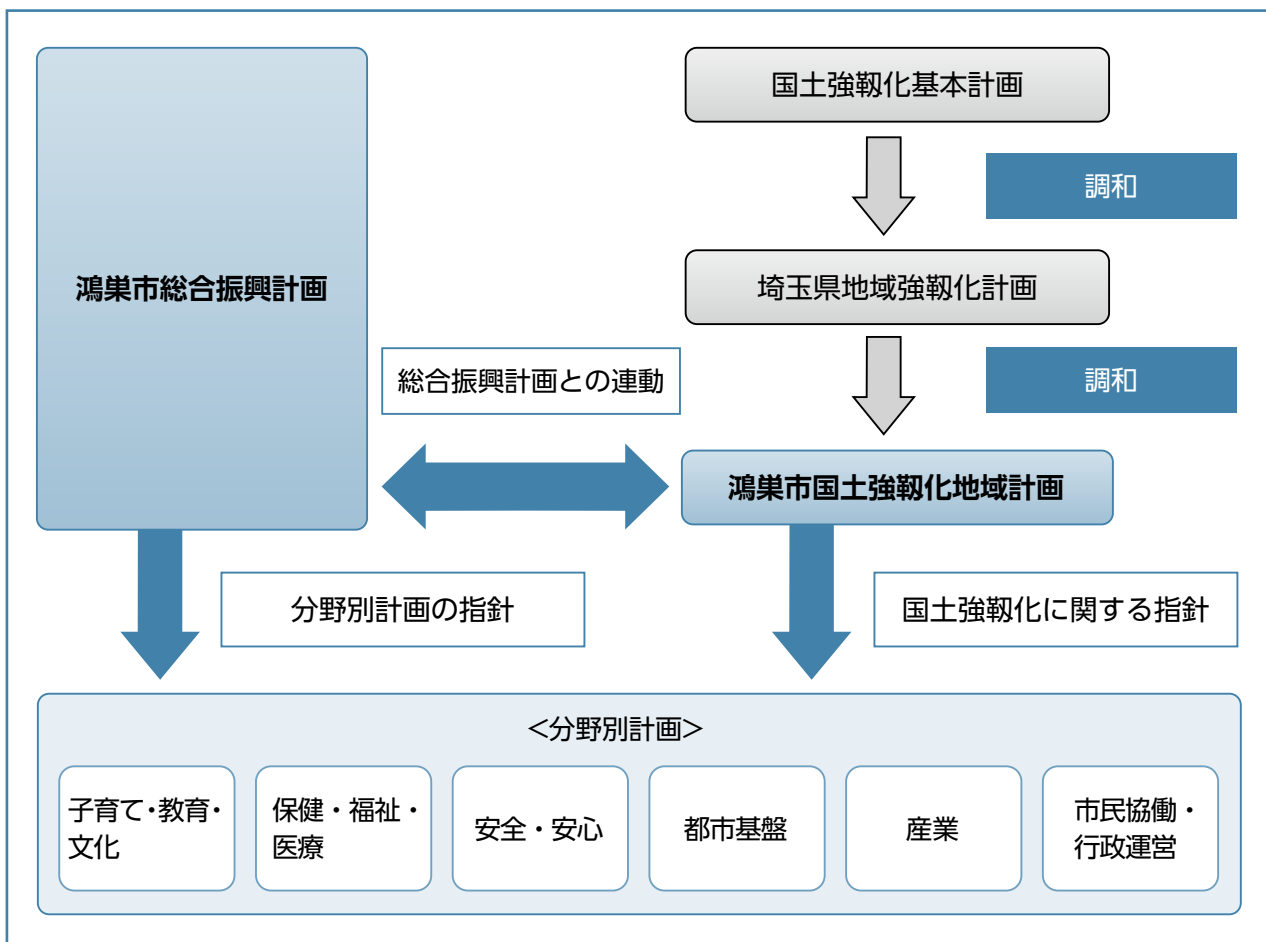 国土強靱化基本計画
調和
鴻巣市総合振興計画
埼玉県地域強靱化計画
総合振興計画との連動
調和
鴻巣市国土強靱化地域計画
分野別計画の指針
国土強靱化に関する指針
<分野別計画>
子育て・教育・
文化
保健・福祉・
医療
安全・安心
都市基盤
産業
市民協働・
行政運営